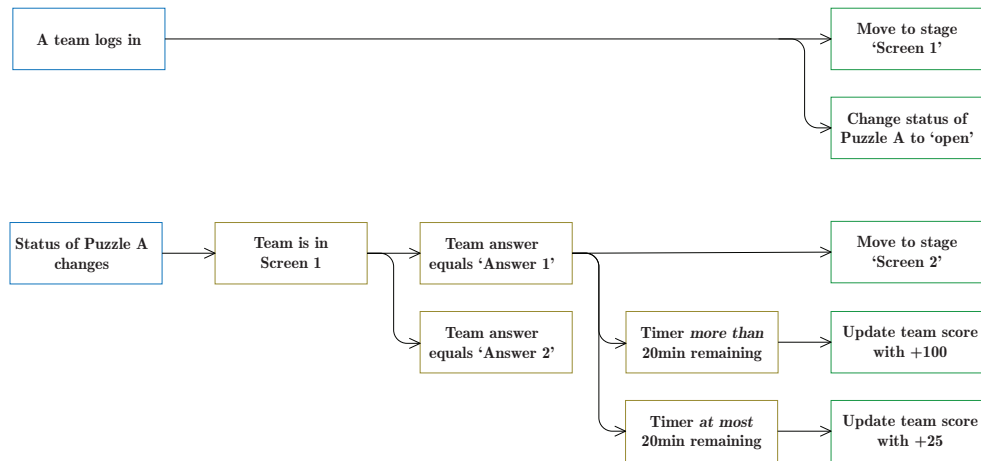 A team logs in
Move to stage
‘Screen 1’
Change status of
Puzzle A to ‘open’
Status of Puzzle A
changes
Team is in
Screen 1
Team answer
equals ‘Answer 1’
Move to stage
‘Screen 2’
Team answer
equals ‘Answer 2’
Timer more than
20min remaining
Update team score
with +100
Timer at most
20min remaining
Update team score
with +25